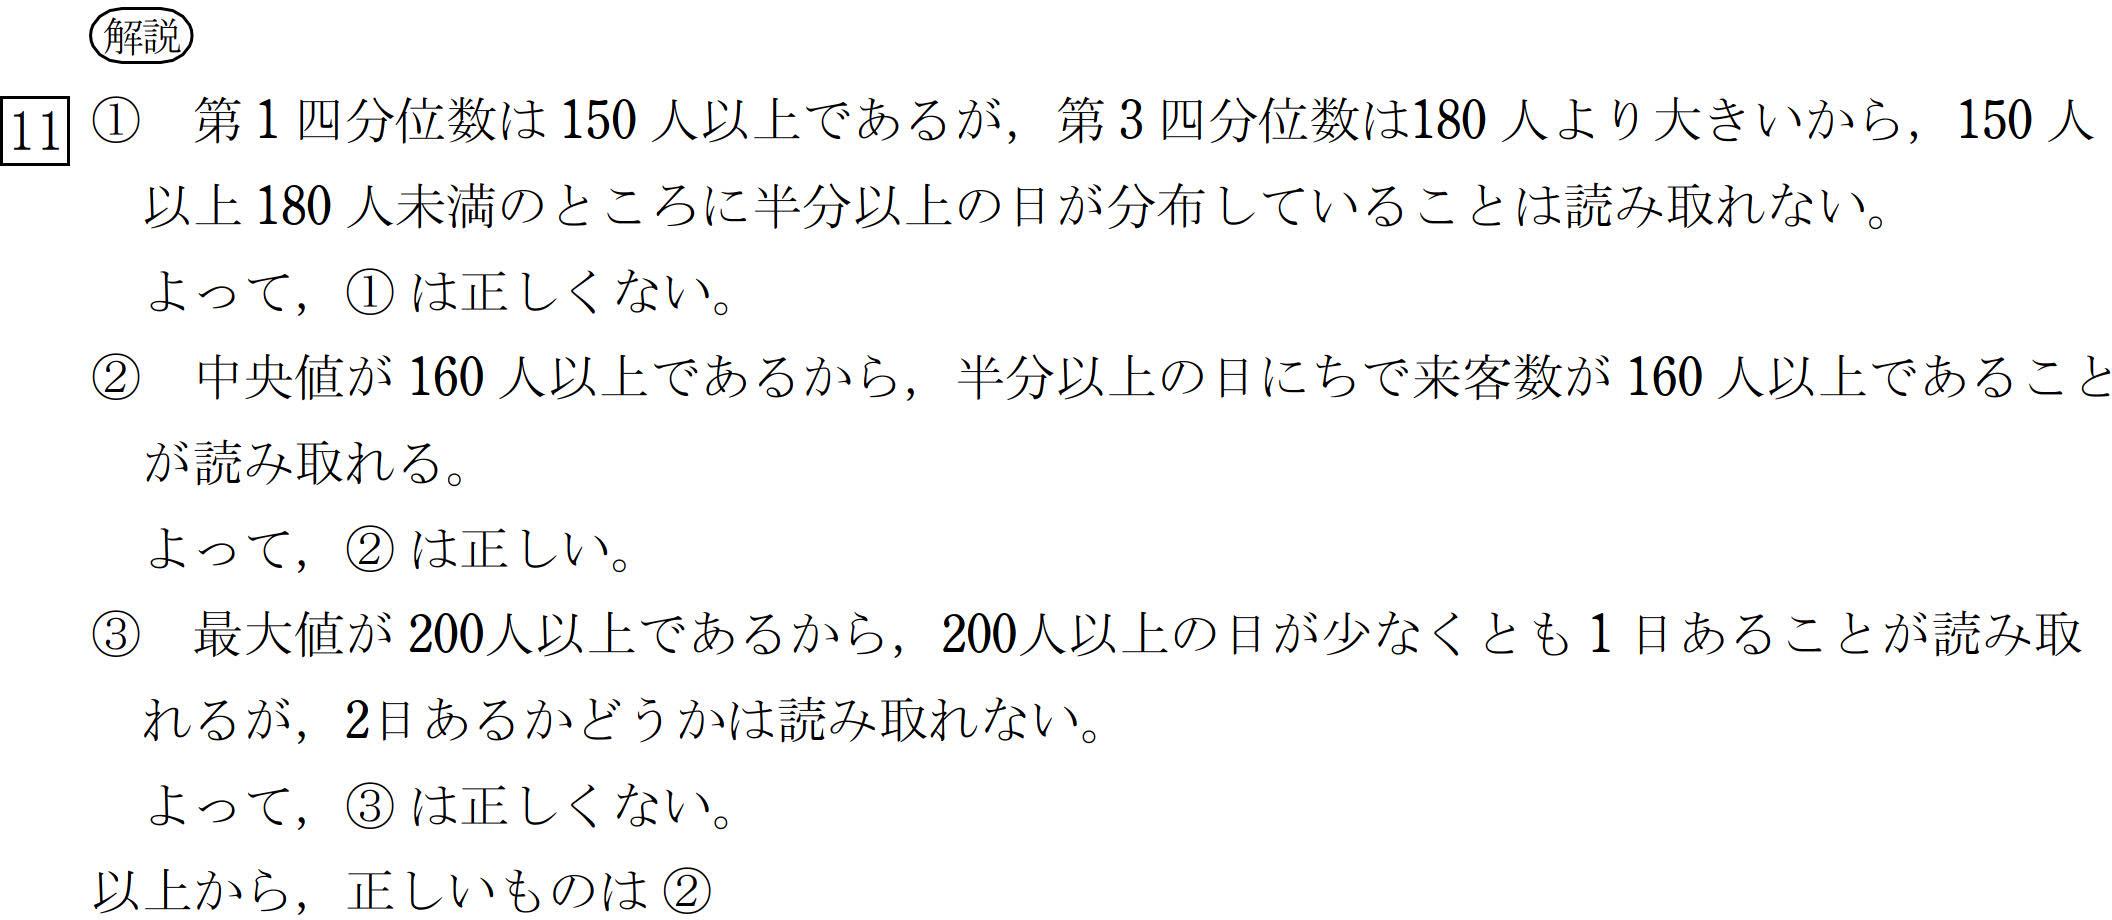 解説
11 ① 第 1 四分位数は 150 人以上であるが，第 3 四分位数は180 人より大きいから，150 人
以上 180 人未満のところに半分以上の日が分布していることは読み取れない。
よって，① は正しくない。
② 中央値が 160 人以上であるから，半分以上の日にちで来客数が 160 人以上であること
が読み取れる。
よって，② は正しい。
③ 最大値が 200人以上であるから，200人以上の日が少なくとも 1 日あることが読み取
れるが，2日あるかどうかは読み取れない。
よって，③ は正しくない。
以上から，正しいものは ②